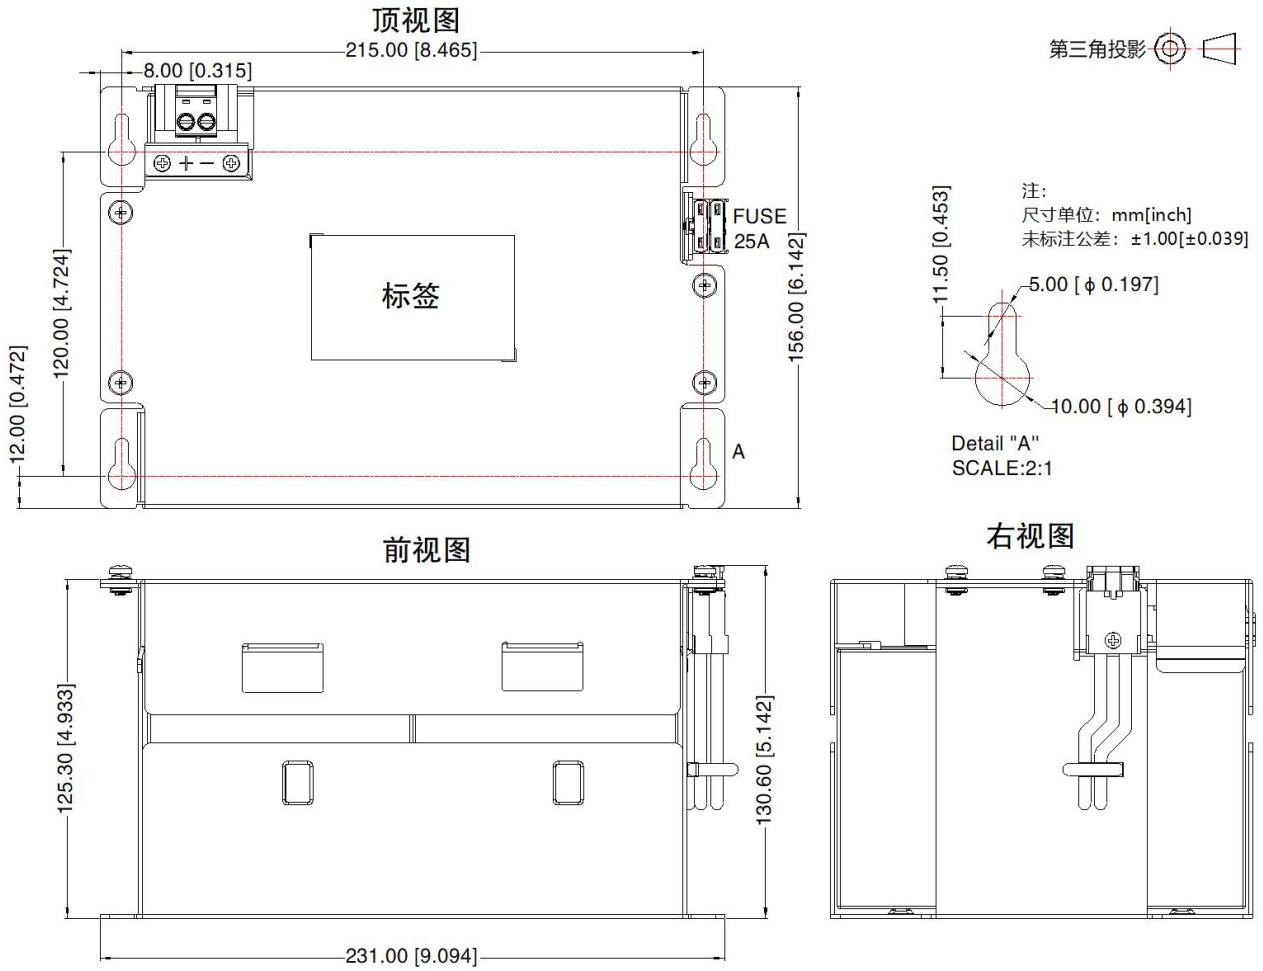 顶视图
215.00 [8.465]
第三角投影
8.00 [0.315]
+ −
FUSE
25A
标签
120.00 [4.724]
12.00 [0.472]
156.00 [6.142]
A
注:
尺寸单位: mm[inch]
未标注公差: ±1.00[±0.039]
11.50 [0.453]
5.00 [ϕ 0.197]
10.00 [ϕ 0.394]
Detail "A"
SCALE:2:1
前视图
右视图
125.30 [4.933]
130.60 [5.142]
231.00 [9.094]